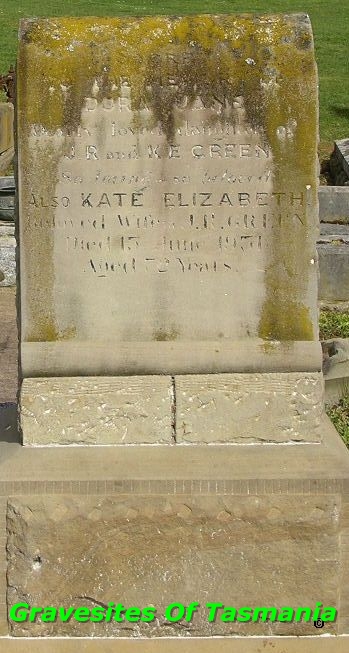 DORA JANE
dearly loved daughter of
J.R. and K.E. GREEN
ALSO KATE ELIZABETH
Beloved Wife of J.R. GREEN
Died 15 June 1951
Aged 72 Years.
Gravesites Of Tasmania